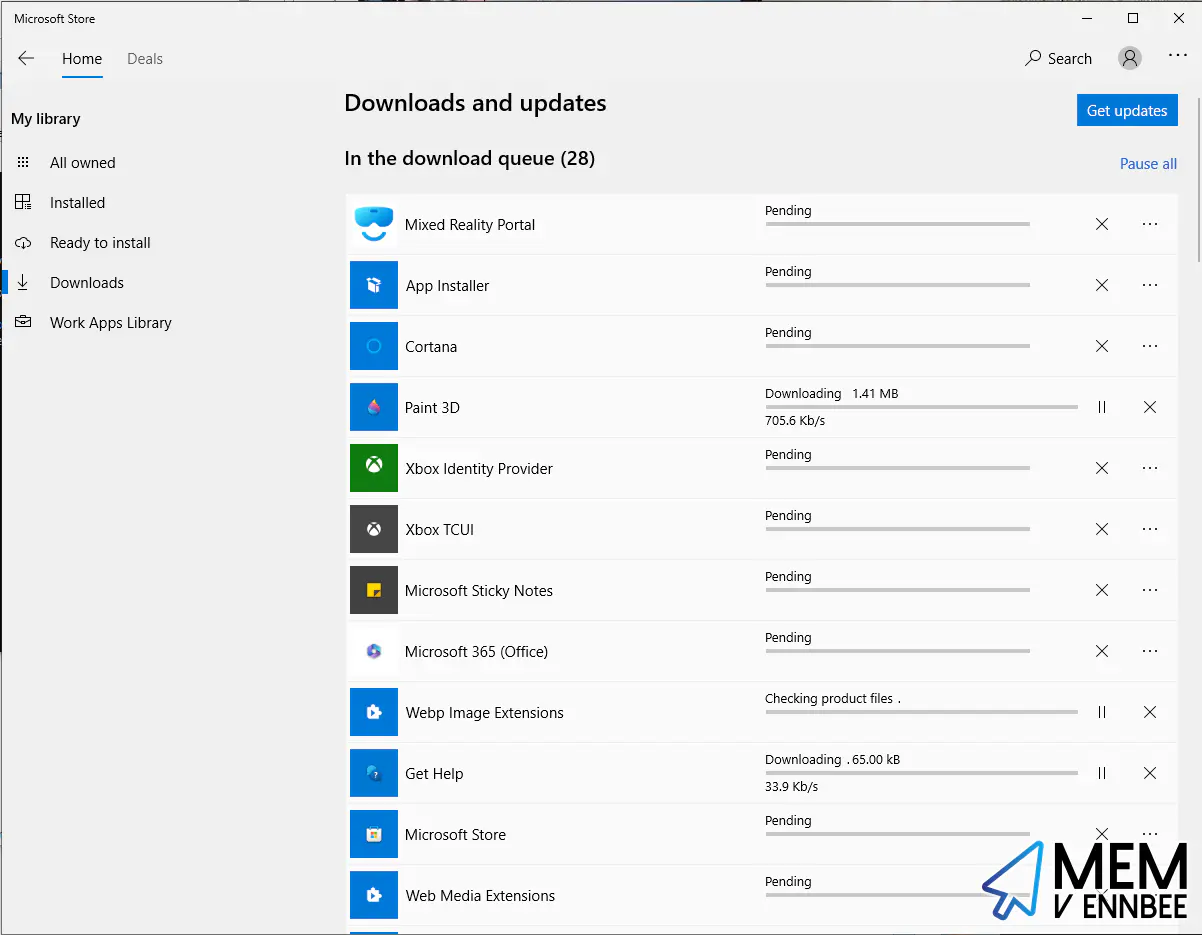 Microsoft Store
Home Deals
Search
My library
All owned
Installed
Ready to install
Downloads
Work Apps Library
Downloads and updates
Get updates
In the download queue (28)
Pause all
Mixed Reality Portal Pending
App Installer Pending
Cortana Pending
Paint 3D Downloading 1.41 MB
705.6 Kb/s
Xbox Identity Provider Pending
Xbox TCUI Pending
Microsoft Sticky Notes Pending
Microsoft 365 (Office) Pending
Webp Image Extensions Checking product files .
Get Help Downloading . 65.00 kB
33.9 Kb/s
Microsoft Store Pending
Web Media Extensions Pending
MEM
V ENNBEE